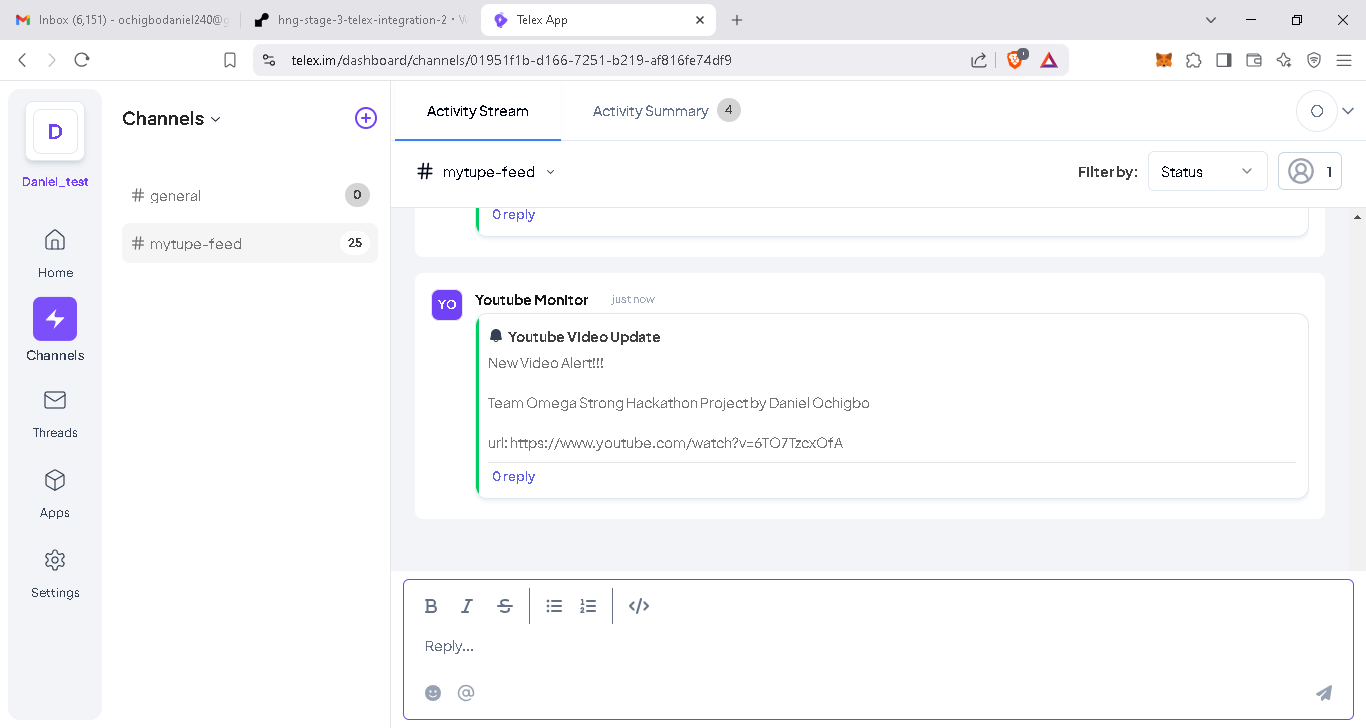 Inbox (6,151) - ochigbodaniel240@g
hng-stage-3-telex-integration-2 •
Telex App
telex.im/dashboard/channels/01951f1b-d166-7251-b219-af816fe74df9
D
Daniel_test
Home
Channels
Threads
Apps
Settings
Channels
# general
0
# mytupe-feed
25
Activity Stream
Activity Summary
4
O
# mytupe-feed
Filter by:
Status
1
0 reply
YO
Youtube Monitor
just now
Youtube VIdeo Update
New Video Alert!!!
Team Omega Strong Hackathon Project by Daniel Ochigbo
url: https://www.youtube.com/watch?v=6TO7TzcxOfA
0 reply
B I S </>
Reply...
@